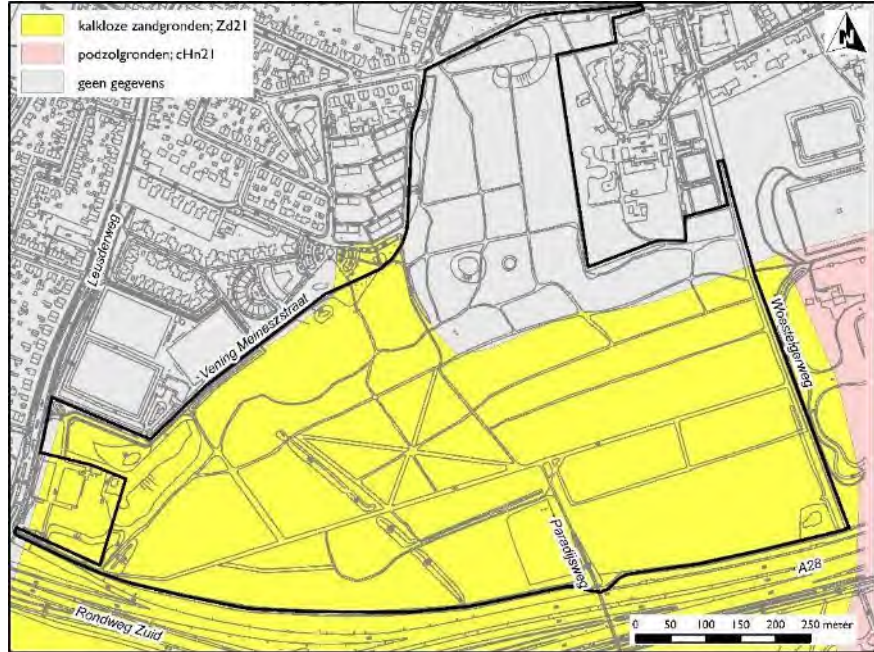 kalkloze zandgronden; Zd21
podzolgronden; cHn21
geen gegevens
N
Leusderweg
Vening Meineszstraat
Woestelgerweg
Paradijsweg
A28
Rondweg Zuid
0 50 100 150 200 250 meter